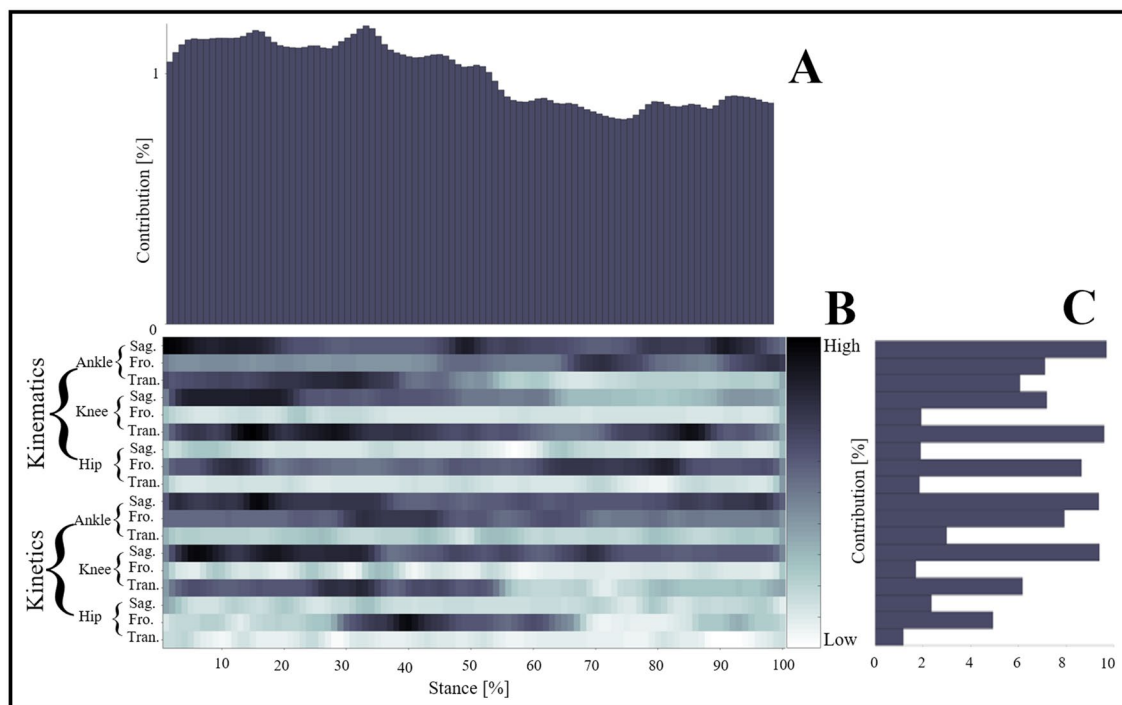 A
1
Contribution [%]
0
B
C
Kinematics
Ankle
Sag.
Fro.
Tran.
Knee
Sag.
Fro.
Tran.
Hip
Sag.
Fro.
Tran.
Kinetics
Ankle
Sag.
Fro.
Tran.
Knee
Sag.
Fro.
Tran.
Hip
Sag.
Fro.
Tran.
High
Low
10 20 30 40 50 60 70 80 90 100
Stance [%]
Contribution [%]
0 2 4 6 8 10